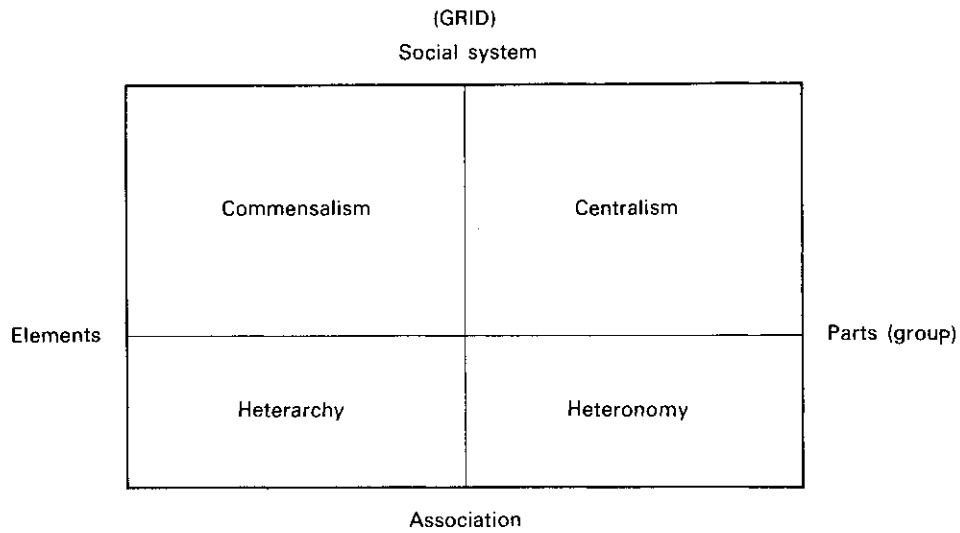 (GRID)
Social system
Commensalism
Centralism
Elements
Parts (group)
Heterarchy
Heteronomy
Association